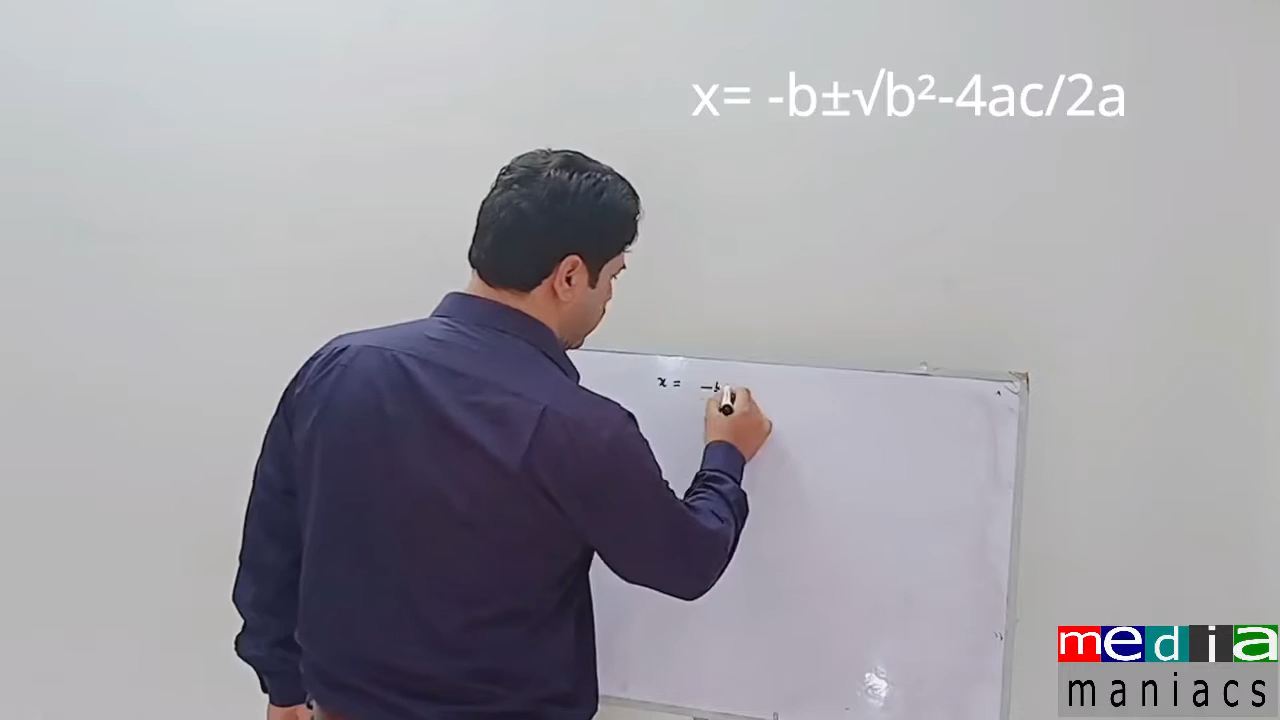 x= -b±√b²-4ac/2a
x = -b
media
maniacs